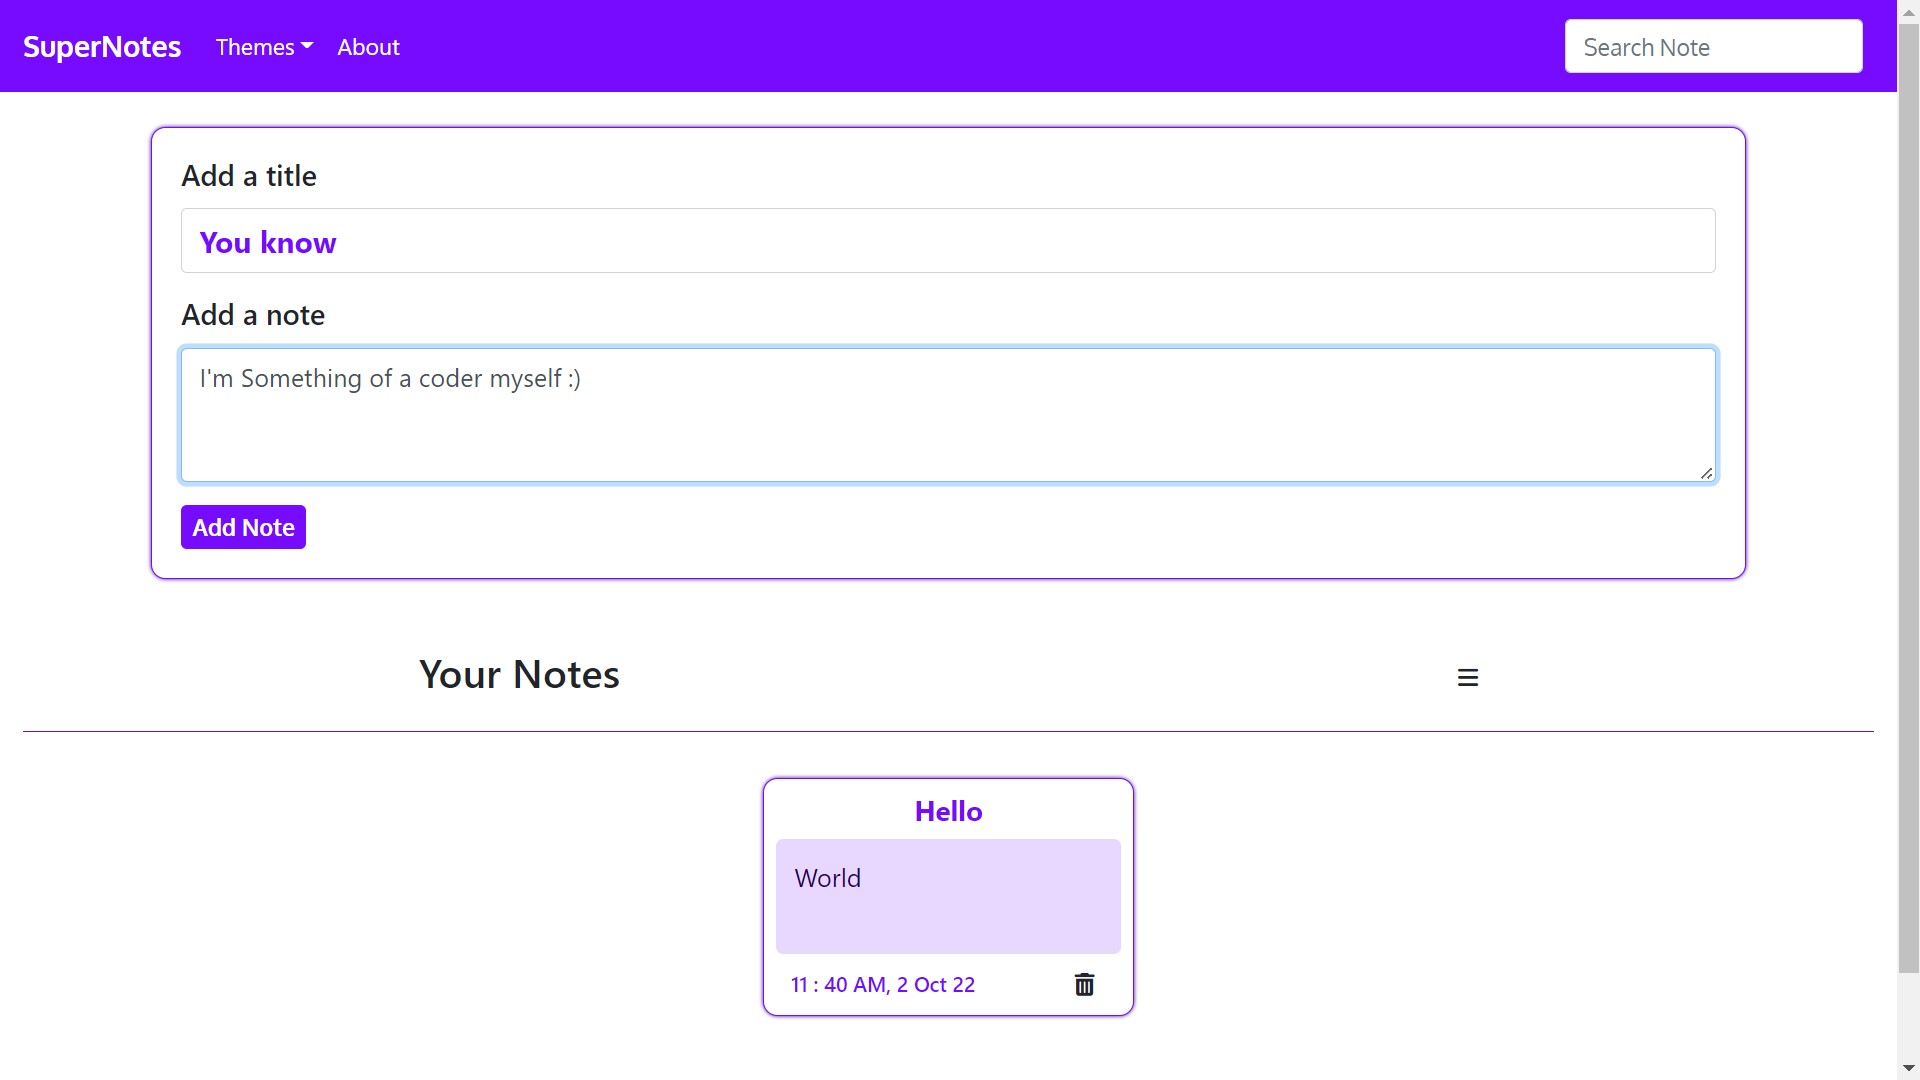 SuperNotes Themes About Search Note
Add a title
You know
Add a note
I'm Something of a coder myself :)
Add Note
Your Notes
Hello
World
11 : 40 AM, 2 Oct 22